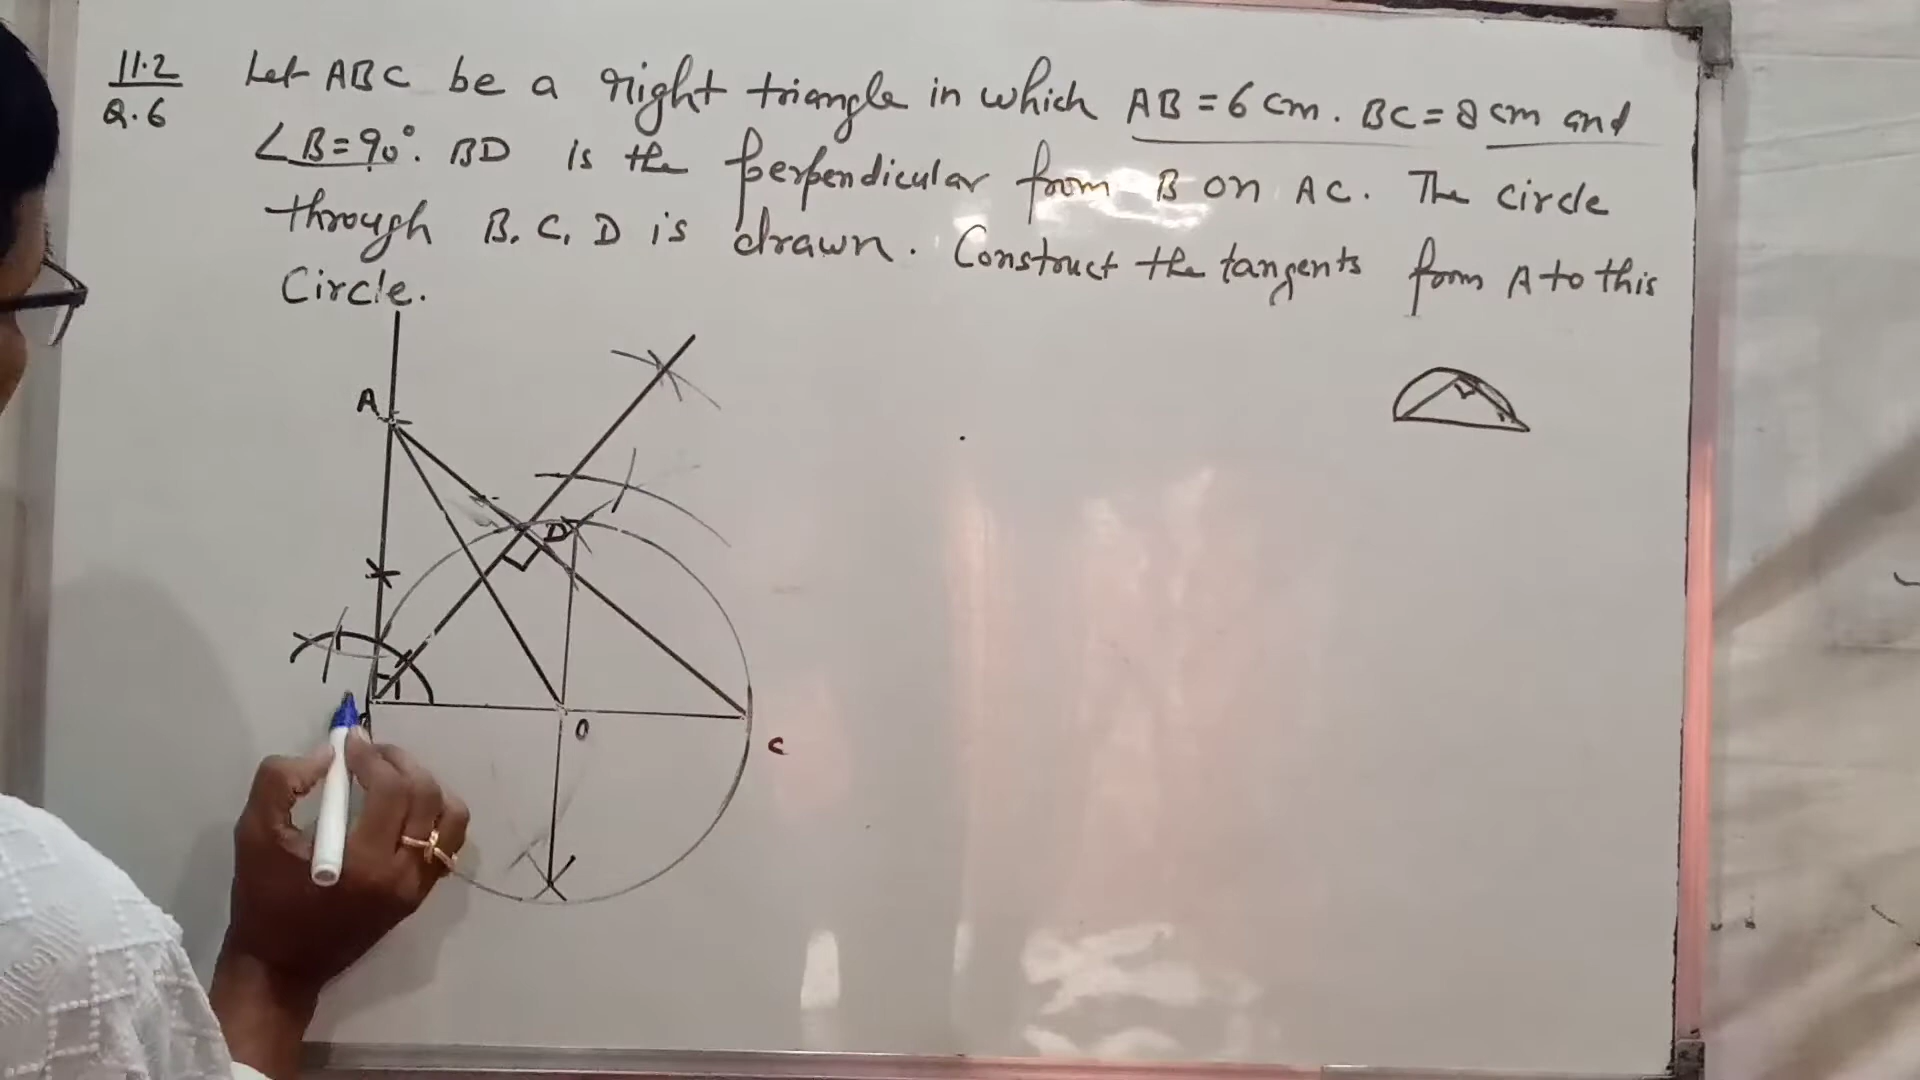 11.2
Q.6
Let ABC be a right triangle in which AB = 6 cm. BC = 8 cm and
∠B = 90°. BD is the perpendicular from B on AC. The circle
through B, C, D is drawn. Construct the tangents from A to this
Circle.
A
D
O
C